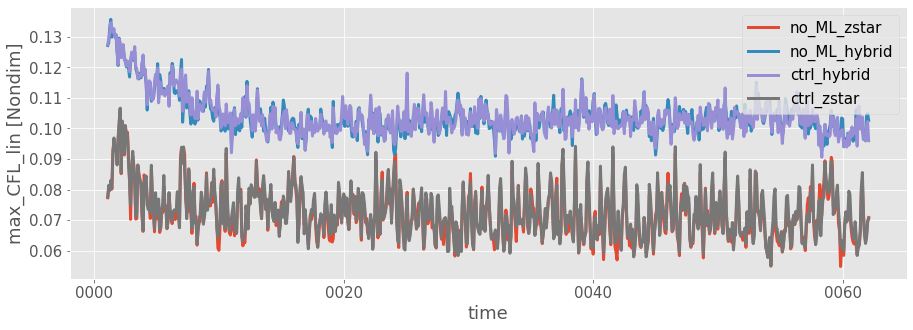 0.13
0.12
0.11
0.10
0.09
0.08
0.07
0.06
max_CFL_lin [Nondim]
no_ML_zstar
no_ML_hybrid
ctrl_hybrid
ctrl_zstar
0000
0020
0040
0060
time